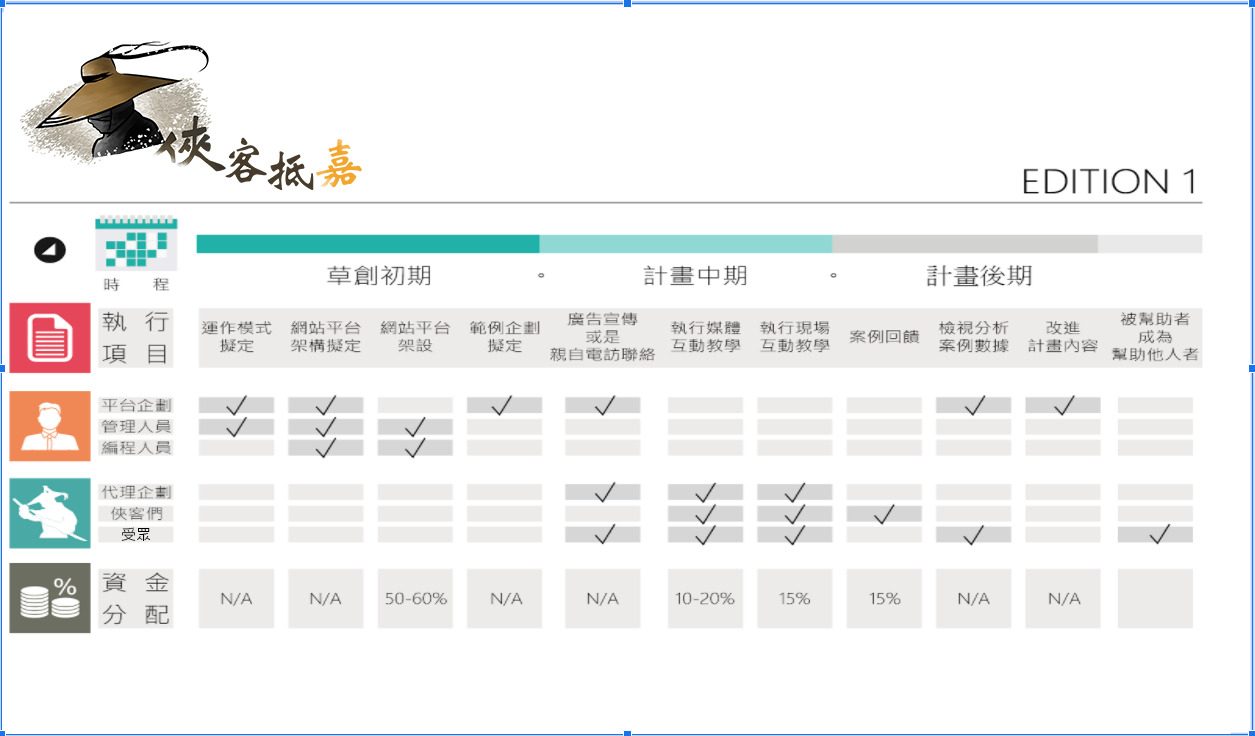 俠客抵嘉
EDITION 1
時 程
草創初期 。 計畫中期 。 計畫後期
執 行
項 目
運作模式
擬定
網站平台
架構擬定
網站平台
架設
範例企劃
擬定
廣告宣傳
或是
親自電訪聯絡
執行媒體
互動教學
執行現場
互動教學
案例回饋
檢視分析
案例數據
改進
計畫內容
被幫助者
成為
幫助他人者
平台企劃
管理人員
編程人員
代理企劃
俠客們
受眾
%
資 金
分 配
N/A N/A 50-60% N/A N/A 10-20% 15% 15% N/A N/A